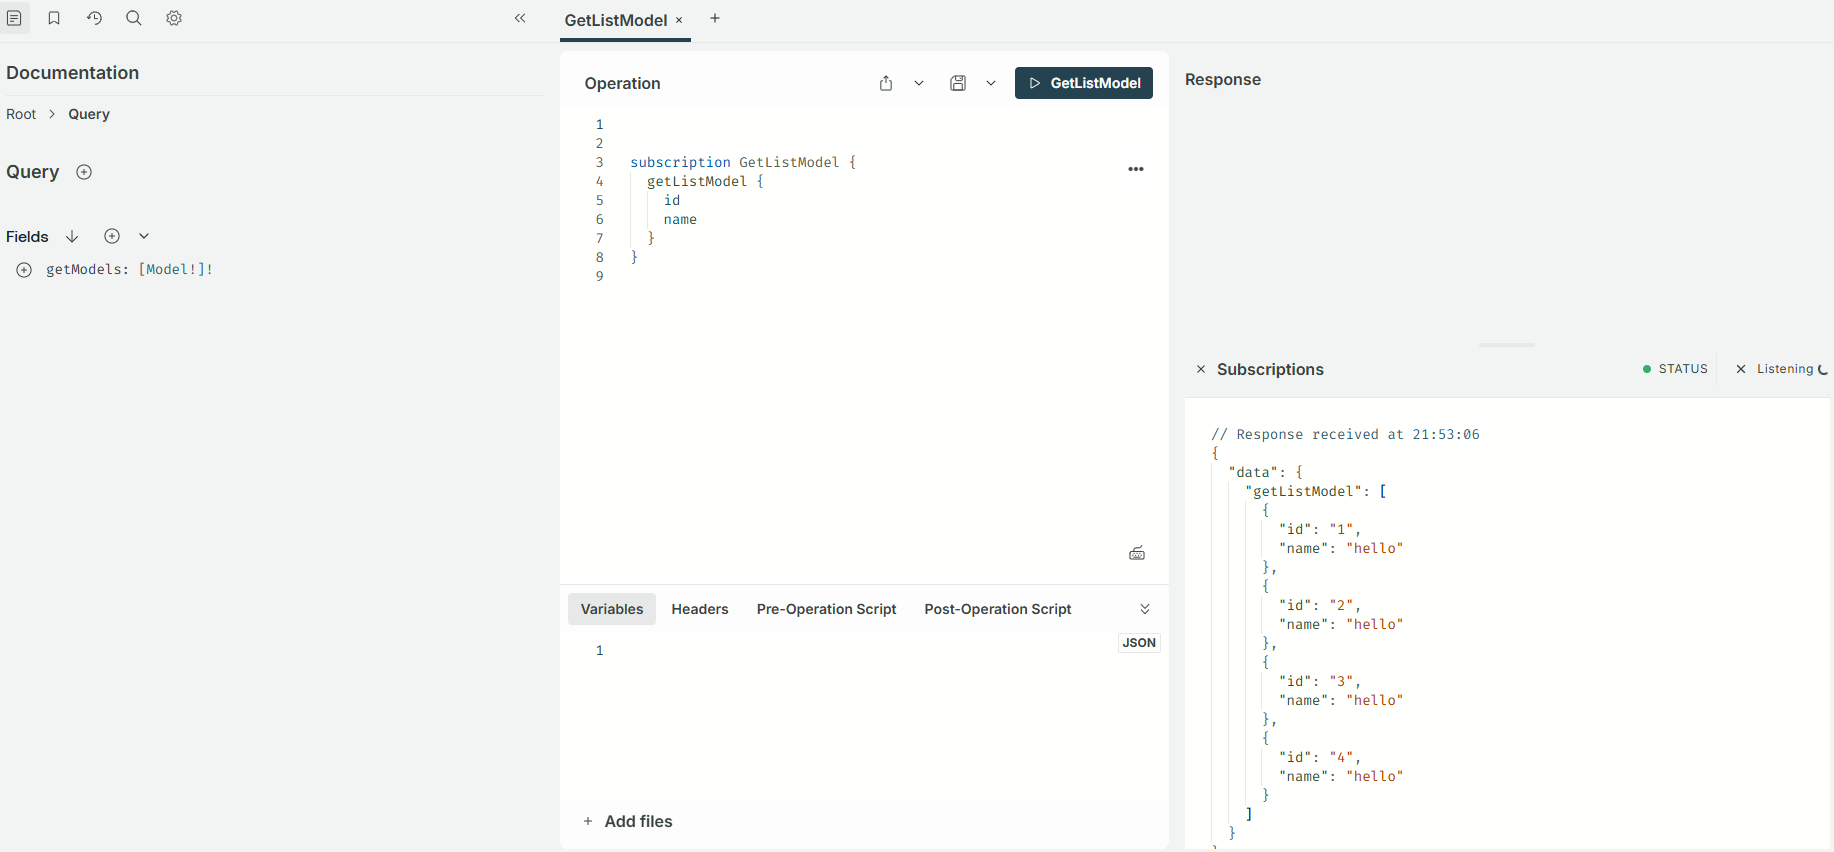 Documentation
Root > Query
Query
Fields
getModels: [Model!]!
GetListModel × +
Operation
GetListModel
1
2
3 subscription GetListModel {
4 getListModel {
5 id
6 name
7 }
8 }
9
Variables Headers Pre-Operation Script Post-Operation Script
JSON
1
+ Add files
Response
× Subscriptions STATUS × Listening
// Response received at 21:53:06
{
"data": {
"getListModel": [
{
"id": "1",
"name": "hello"
},
{
"id": "2",
"name": "hello"
},
{
"id": "3",
"name": "hello"
},
{
"id": "4",
"name": "hello"
}
]
}